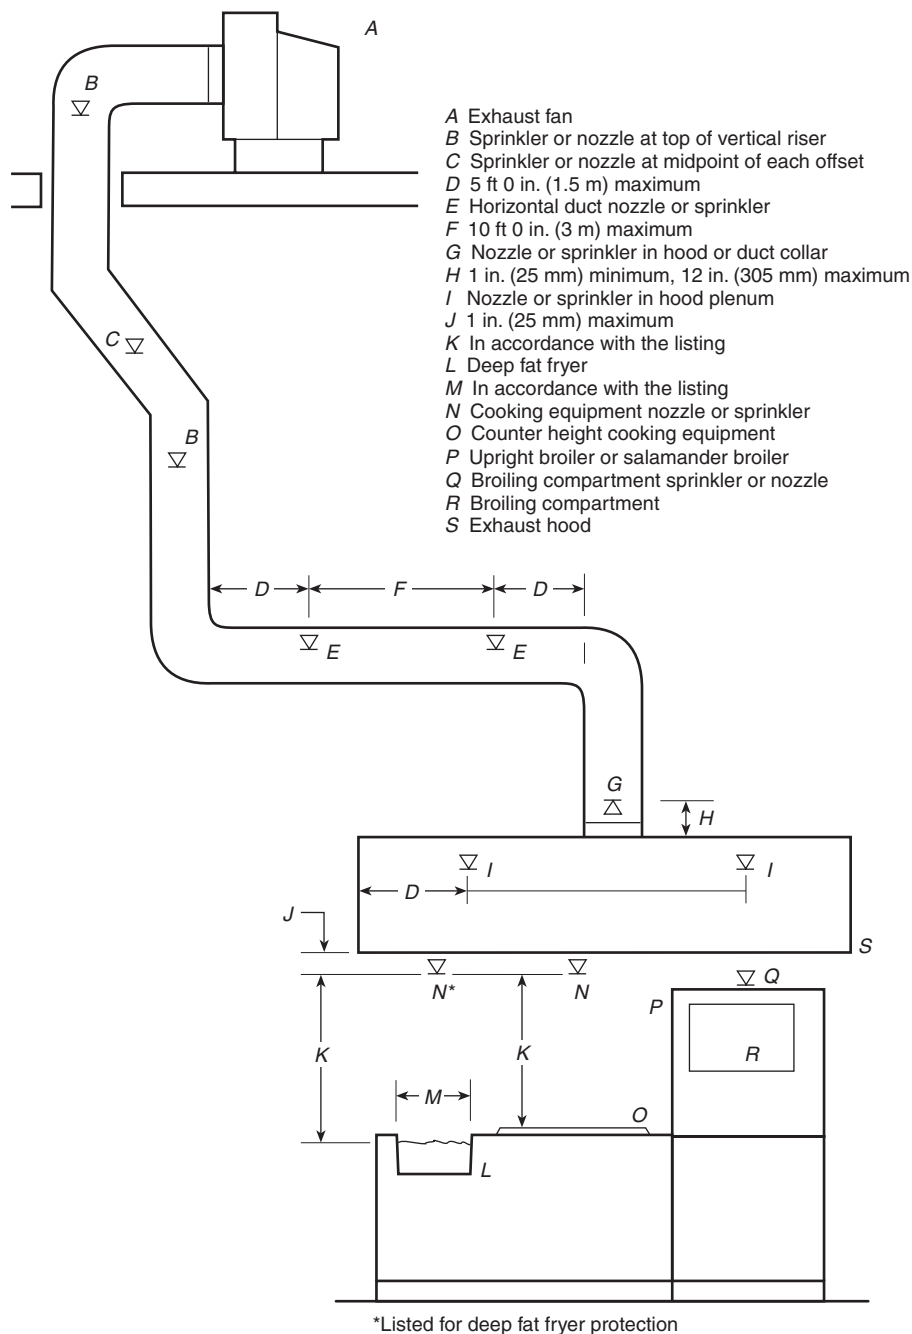 A
B
A Exhaust fan
B Sprinkler or nozzle at top of vertical riser
C Sprinkler or nozzle at midpoint of each offset
D 5 ft 0 in. (1.5 m) maximum
E Horizontal duct nozzle or sprinkler
F 10 ft 0 in. (3 m) maximum
G Nozzle or sprinkler in hood or duct collar
H 1 in. (25 mm) minimum, 12 in. (305 mm) maximum
I Nozzle or sprinkler in hood plenum
J 1 in. (25 mm) maximum
K In accordance with the listing
L Deep fat fryer
M In accordance with the listing
N Cooking equipment nozzle or sprinkler
O Counter height cooking equipment
P Upright broiler or salamander broiler
Q Broiling compartment sprinkler or nozzle
R Broiling compartment
S Exhaust hood
C
B
D F D
E E
G
H
I I
D
J
S
N* N Q
P
K K R
M
O
L
*Listed for deep fat fryer protection